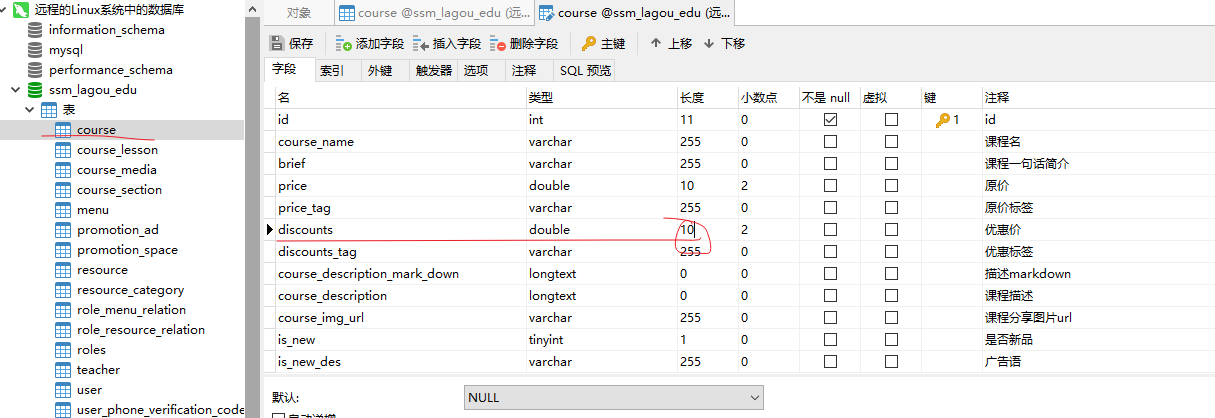 远程的Linux系统中的数据库
information_schema
mysql
performance_schema
ssm_lagou_edu
表
course
course_lesson
course_media
course_section
menu
promotion_ad
promotion_space
resource
resource_category
role_menu_relation
role_resource_relation
roles
teacher
user
user_phone_verification_code
对象 course @ssm_lagou_edu (远... course @ssm_lagou_edu (远...
保存 添加字段 插入字段 删除字段 主键 上移 下移
字段 索引 外键 触发器 选项 注释 SQL 预览
名 类型 长度 小数点 不是 null 虚拟 键 注释
id int 11 0 1 id
course_name varchar 255 0 课程名
brief varchar 255 0 课程一句话简介
price double 10 2 原价
price_tag varchar 255 0 原价标签
discounts double 10 2 优惠价
discounts_tag varchar 255 0 优惠标签
course_description_mark_down longtext 0 0 描述markdown
course_description longtext 0 0 课程描述
course_img_url varchar 255 0 课程分享图片url
is_new tinyint 1 0 是否新品
is_new_des varchar 255 0 广告语
默认: NULL
自动递增